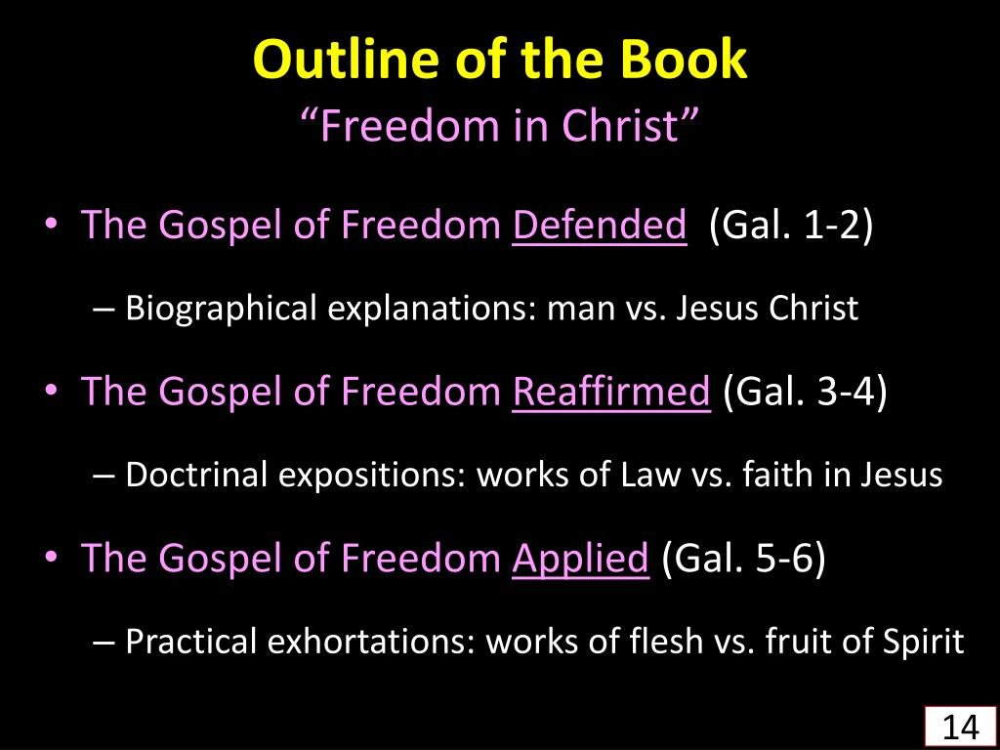 Outline of the Book
“Freedom in Christ”
• The Gospel of Freedom Defended (Gal. 1-2)
– Biographical explanations: man vs. Jesus Christ
• The Gospel of Freedom Reaffirmed (Gal. 3-4)
– Doctrinal expositions: works of Law vs. faith in Jesus
• The Gospel of Freedom Applied (Gal. 5-6)
– Practical exhortations: works of flesh vs. fruit of Spirit
14